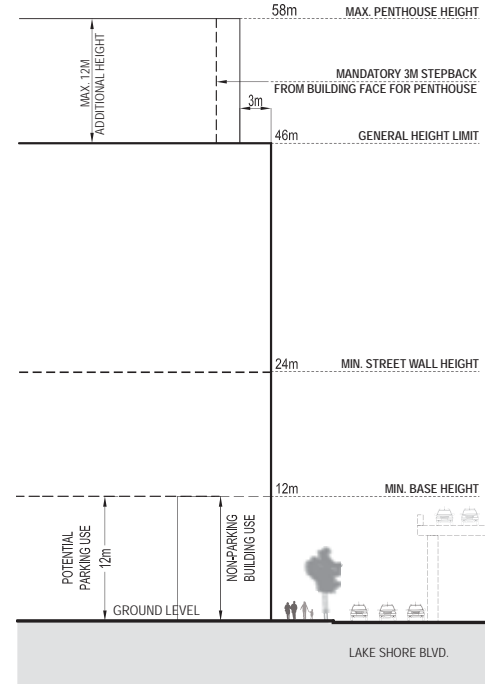 58m MAX. PENTHOUSE HEIGHT
MAX. 12M
ADDITIONAL HEIGHT
MANDATORY 3M STEPBACK
FROM BUILDING FACE FOR PENTHOUSE
3m
46m GENERAL HEIGHT LIMIT
24m MIN. STREET WALL HEIGHT
12m MIN. BASE HEIGHT
POTENTIAL
PARKING USE
12m
NON-PARKING
BUILDING USE
GROUND LEVEL
LAKE SHORE BLVD.